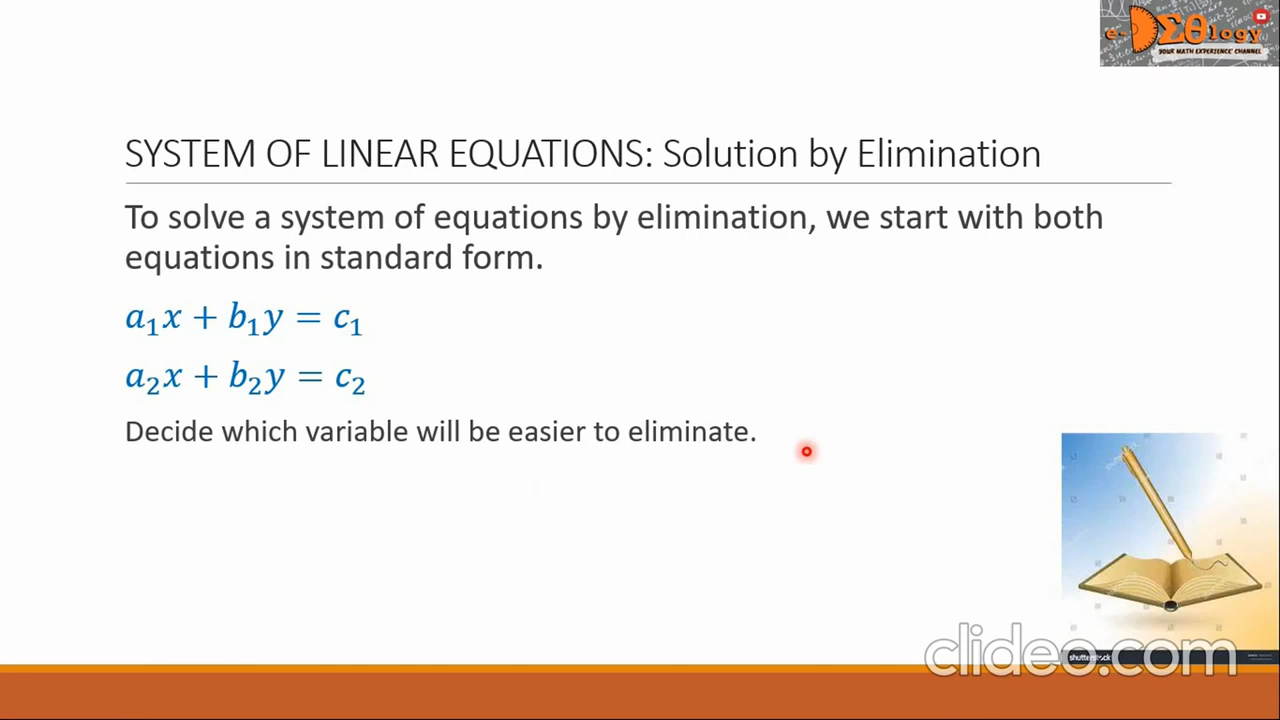 e-DΣθlogy
YOUR MATH EXPERIENCE CHANNEL
SYSTEM OF LINEAR EQUATIONS: Solution by Elimination
To solve a system of equations by elimination, we start with both
equations in standard form.
a₁x + b₁y = c₁
a₂x + b₂y = c₂
Decide which variable will be easier to eliminate.
clideo.com
shutterstock